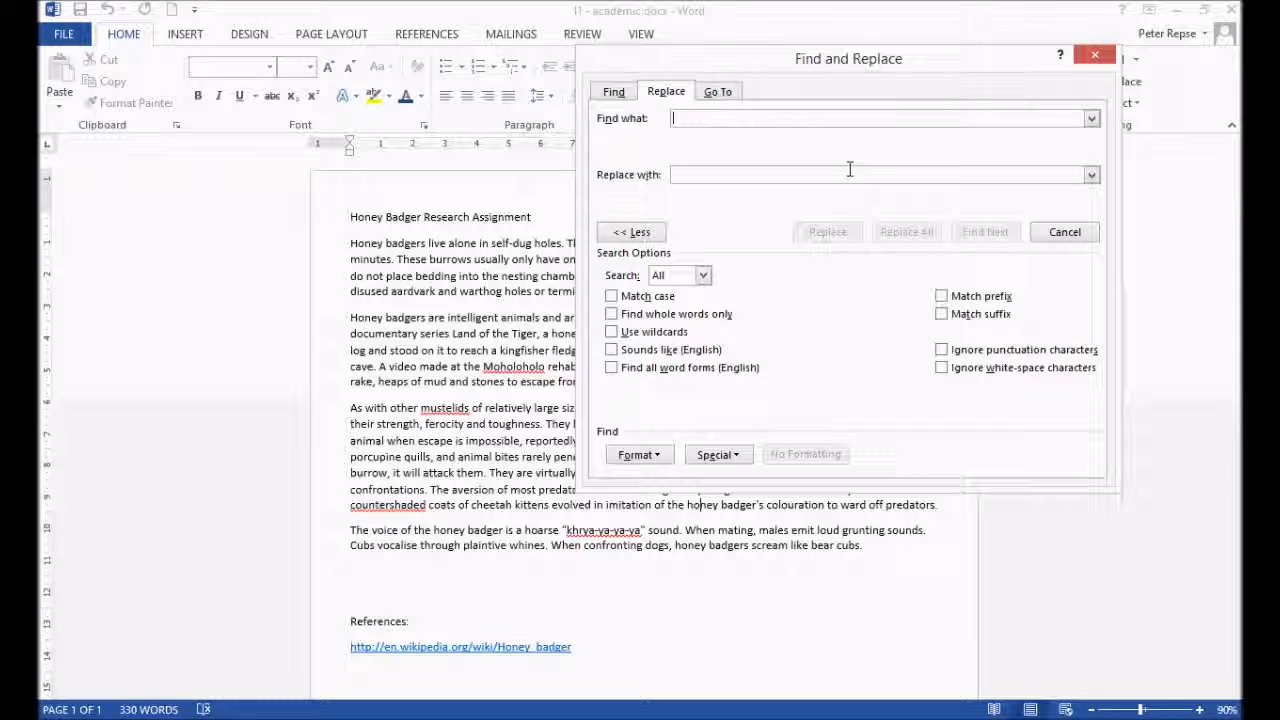 I1 - academic.docx - Word
FILE HOME INSERT DESIGN PAGE LAYOUT REFERENCES MAILINGS REVIEW VIEW Peter Repse
Paste
Cut
Copy
Format Painter
Clipboard
Font
Paragraph
Find and Replace
Find Replace Go To
Find what:
Replace with:
<< Less Replace Replace All Find Next Cancel
Search Options
Search: All
Match case
Find whole words only
Use wildcards
Sounds like (English)
Find all word forms (English)
Match prefix
Match suffix
Ignore punctuation characters
Ignore white-space characters
Find
Format Special No Formatting
Honey Badger Research Assignment
Honey badgers live alone in self-dug holes.
minutes. These burrows usually only have
do not place bedding into the nesting
disused aardvark and warthog holes or
Honey badgers are intelligent animals and
documentary series Land of the Tiger, a
log and stood on it to reach a kingfisher
cave. A video made at the Moholoholo
rake, heaps of mud and stones to escape
As with other mustelids of relatively large
their strength, ferocity and toughness. They
animal when escape is impossible, reportedly
porcupine quills, and animal bites rarely
burrow, it will attack them. They are virtually
confrontations. The aversion of most
countershaded coats of cheetah kittens evolved in imitation of the honey badger's colouration to ward off predators.
The voice of the honey badger is a hoarse "khrya-ya-ya-ya" sound. When mating, males emit loud grunting sounds.
Cubs vocalise through plaintive whines. When confronting dogs, honey badgers scream like bear cubs.
References:
http://en.wikipedia.org/wiki/Honey_badger
PAGE 1 OF 1 330 WORDS 90%